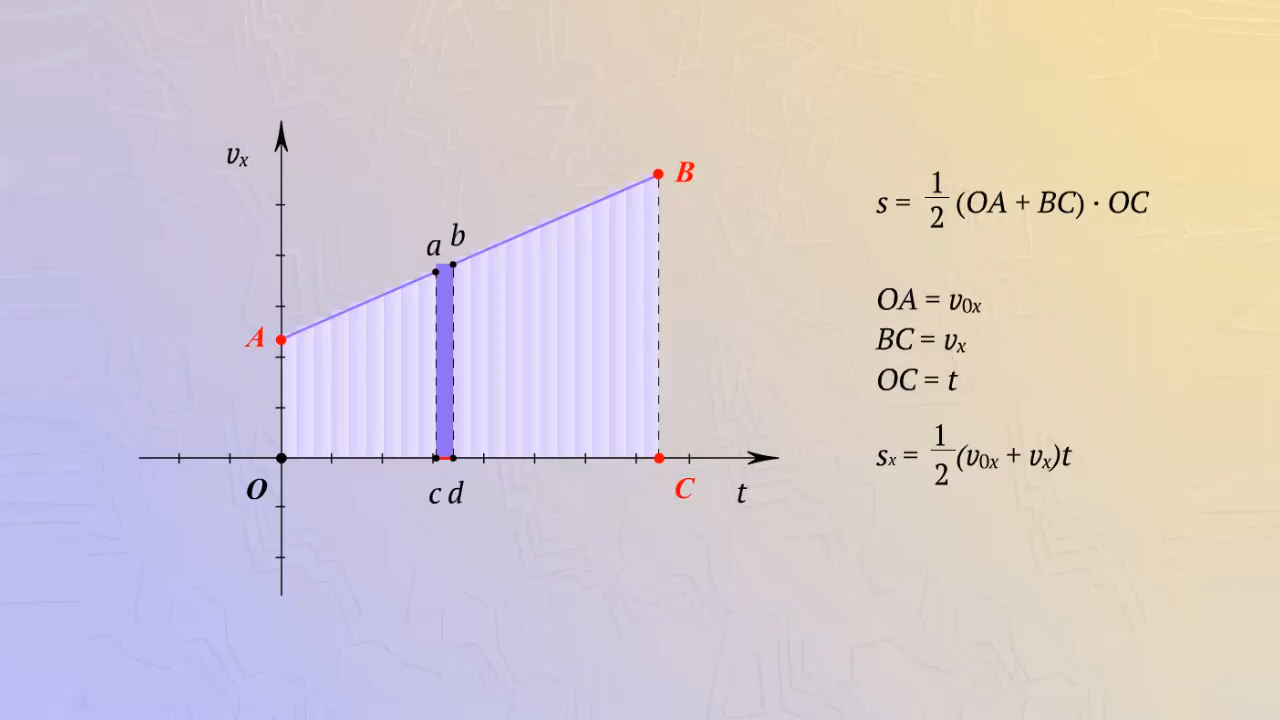 vₓ
B
a b
A
O
c d
C
t
s = 1/2 (OA + BC) · OC
OA = v₀ₓ
BC = vₓ
OC = t
sₓ = 1/2 (v₀ₓ + vₓ)t